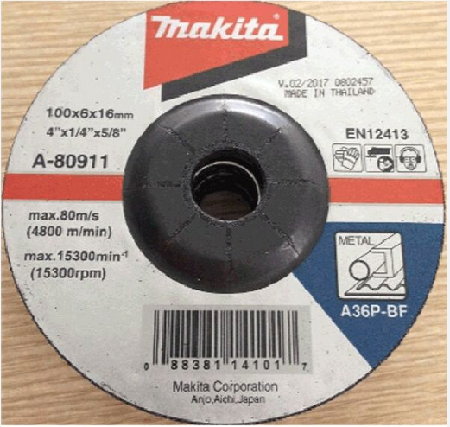 makita
V.02/2017 0802457
MADE IN THAILAND
100x6x16mm
4"x1/4"x5/8"
EN12413
A-80911
max.80m/s
(4800 m/min)
max.15300min-1
(15300rpm)
METAL
A36P-BF
0 88381 14101 7
Makita Corporation
Anjo,Aichi,Japan